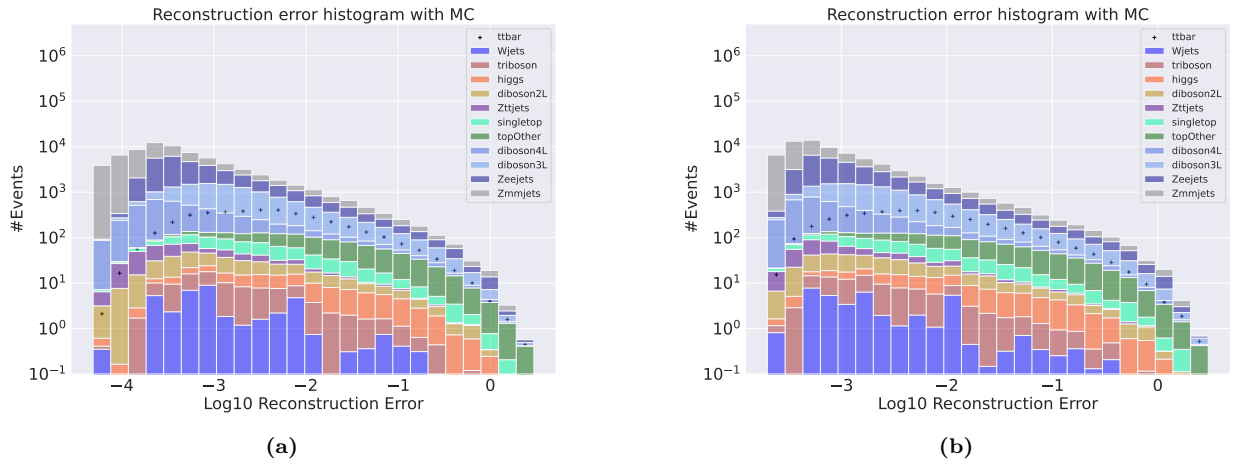 Reconstruction error histogram with MC
10^6
10^5
10^4
10^3
10^2
10^1
10^0
10^−1
#Events
ttbar
Wjets
triboson
higgs
diboson2L
Zttjets
singletop
topOther
diboson4L
diboson3L
Zeejets
Zmmjets
−4
−3
−2
−1
0
Log10 Reconstruction Error
(a)
Reconstruction error histogram with MC
10^6
10^5
10^4
10^3
10^2
10^1
10^0
10^−1
#Events
ttbar
Wjets
triboson
higgs
diboson2L
Zttjets
singletop
topOther
diboson4L
diboson3L
Zeejets
Zmmjets
−3
−2
−1
0
Log10 Reconstruction Error
(b)